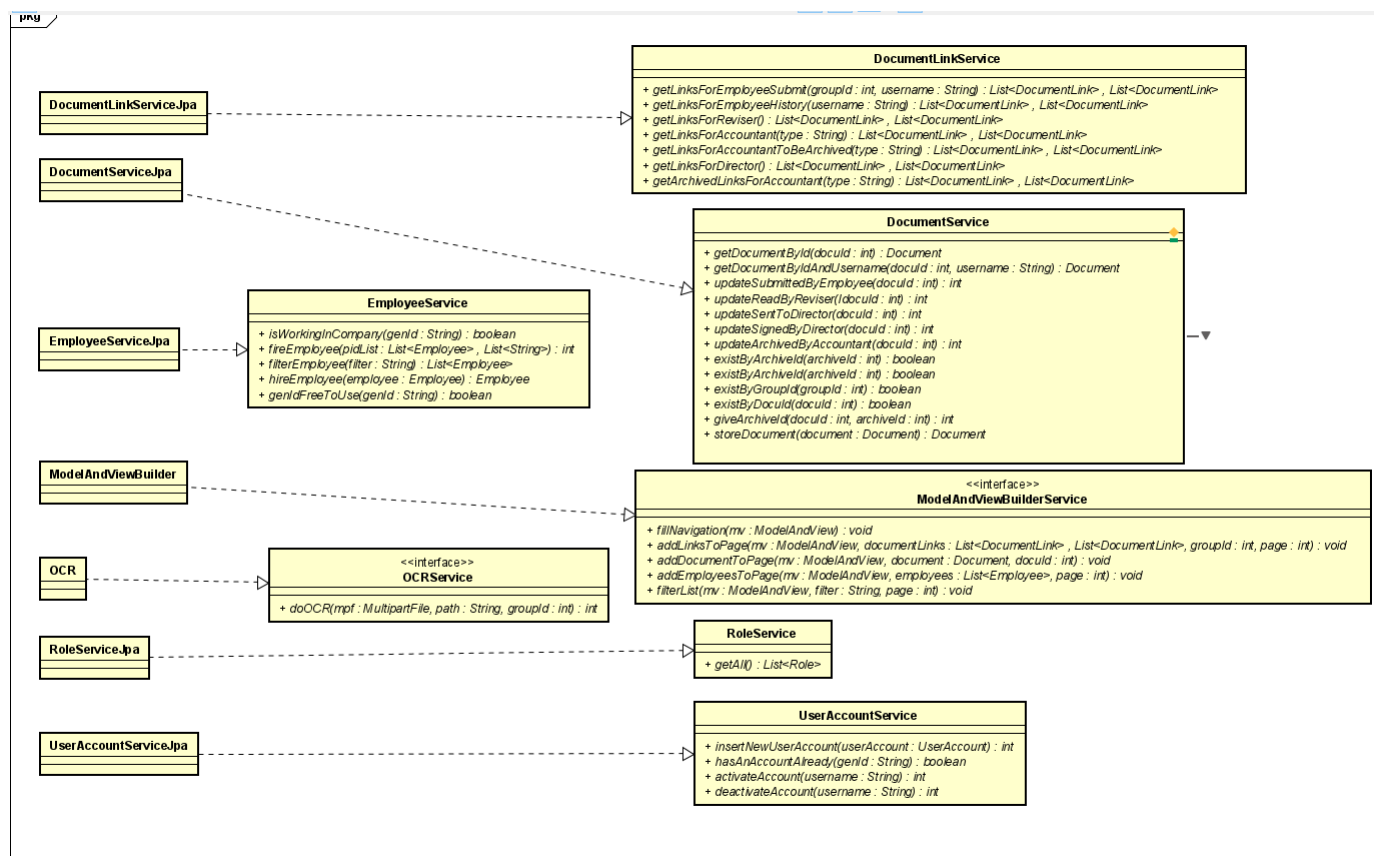 pkg
DocumentLinkService
+ getLinksForEmployeeSubmit(groupId : int, username : String) : List<DocumentLink> , List<DocumentLink>
+ getLinksForEmployeeHistory(username : String) : List<DocumentLink> , List<DocumentLink>
+ getLinksForReviser() : List<DocumentLink> , List<DocumentLink>
+ getLinksForAccountant(type : String) : List<DocumentLink> , List<DocumentLink>
+ getLinksForAccountantToBeArchived(type : String) : List<DocumentLink> , List<DocumentLink>
+ getLinksForDirector() : List<DocumentLink> , List<DocumentLink>
+ getArchivedLinksForAccountant(type : String) : List<DocumentLink> , List<DocumentLink>
DocumentLinkServiceJpa
DocumentServiceJpa
DocumentService
+ getDocumentById(docuId : int) : Document
+ getDocumentByIdAndUsername(docuId : int, username : String) : Document
+ updateSubmittedByEmployee(docuId : int) : int
+ updateReadByReviser(IdocuId : int) : int
+ updateSentToDirector(docuId : int) : int
+ updateSignedByDirector(docuId : int) : int
+ updateArchivedByAccountant(docuId : int) : int
+ existByArchiveId(archiveId : int) : boolean
+ existByArchiveId(archiveId : int) : boolean
+ existByGroupId(groupId : int) : boolean
+ existByDocuId(docuId : int) : boolean
+ giveArchiveId(docuId : int, archiveId : int) : int
+ storeDocument(document : Document) : Document
EmployeeServiceJpa
EmployeeService
+ isWorkingInCompany(genId : String) : boolean
+ fireEmployee(pidList : List<Employee> , List<String>) : int
+ filterEmployee(filter : String) : List<Employee>
+ hireEmployee(employee : Employee) : Employee
+ genIdFreeToUse(genId : String) : boolean
ModelAndViewBuilder
<<interface>>
ModelAndViewBuilderService
+ fillNavigation(mv : ModelAndView) : void
+ addLinksToPage(mv : ModelAndView, documentLinks : List<DocumentLink> , List<DocumentLink>, groupId : int, page : int) : void
+ addDocumentToPage(mv : ModelAndView, document : Document, docuId : int) : void
+ addEmployeesToPage(mv : ModelAndView, employees : List<Employee>, page : int) : void
+ filterList(mv : ModelAndView, filter : String, page : int) : void
OCR
<<interface>>
OCRService
+ doOCR(mpf : MultipartFile, path : String, groupId : int) : int
RoleServiceJpa
RoleService
+ getAll() : List<Role>
UserAccountServiceJpa
UserAccountService
+ insertNewUserAccount(userAccount : UserAccount) : int
+ hasAnAccountAlready(genId : String) : boolean
+ activateAccount(username : String) : int
+ deactivateAccount(username : String) : int